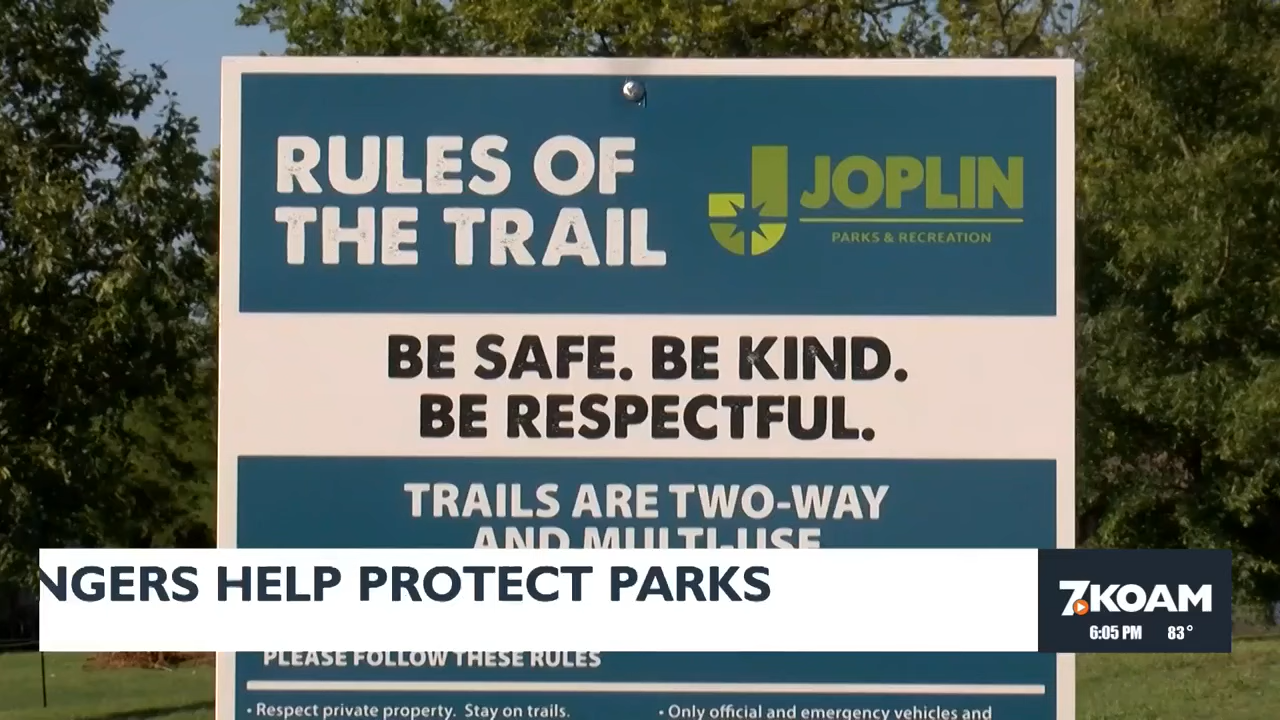 RULES OF
THE TRAIL
JOPLIN
PARKS & RECREATION
BE SAFE. BE KIND.
BE RESPECTFUL.
TRAILS ARE TWO-WAY
AND MULTI-USE
NGERS HELP PROTECT PARKS
7KOAM
6:05 PM 83°
PLEASE FOLLOW THESE RULES
• Respect private property. Stay on trails.
• Only official and emergency vehicles and